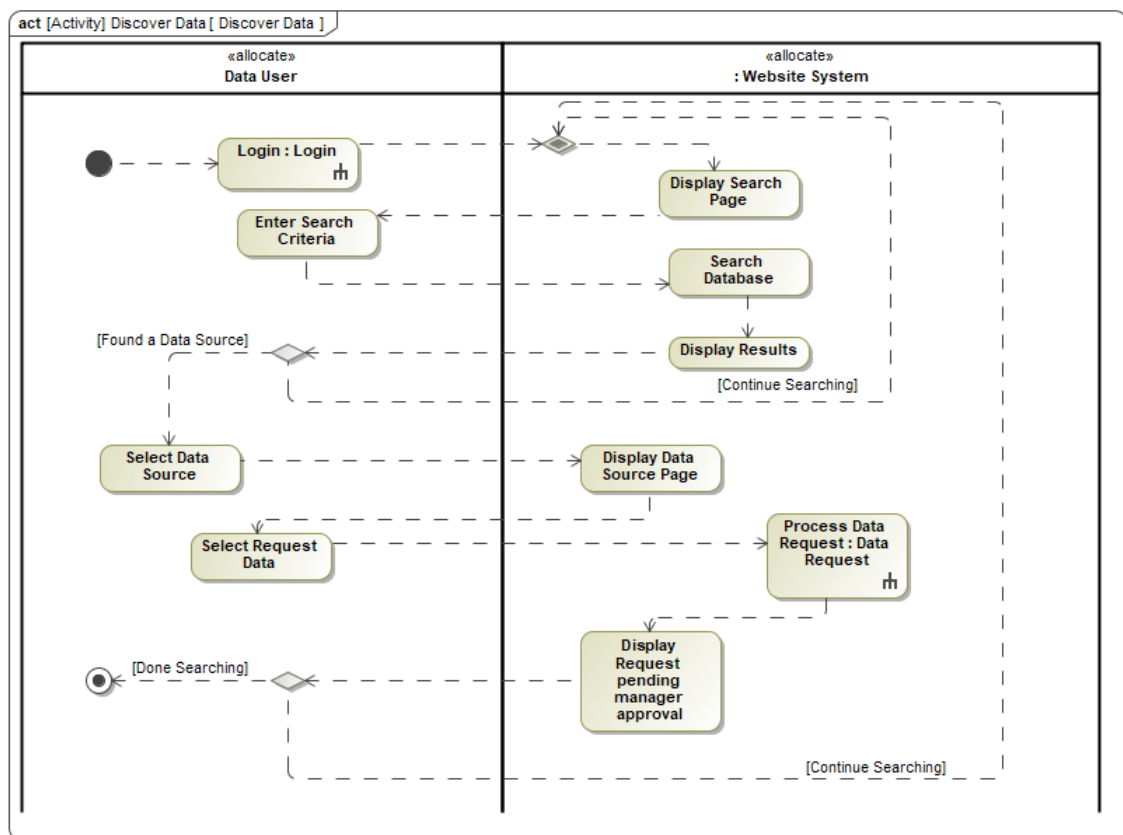 act [Activity] Discover Data [ Discover Data ]
«allocate»
Data User
«allocate»
: Website System
Login : Login
Display Search
Page
Enter Search
Criteria
Search
Database
[Found a Data Source]
Display Results
[Continue Searching]
Select Data
Source
Display Data
Source Page
Select Request
Data
Process Data
Request : Data
Request
Display
Request
pending
manager
approval
[Done Searching]
[Continue Searching]